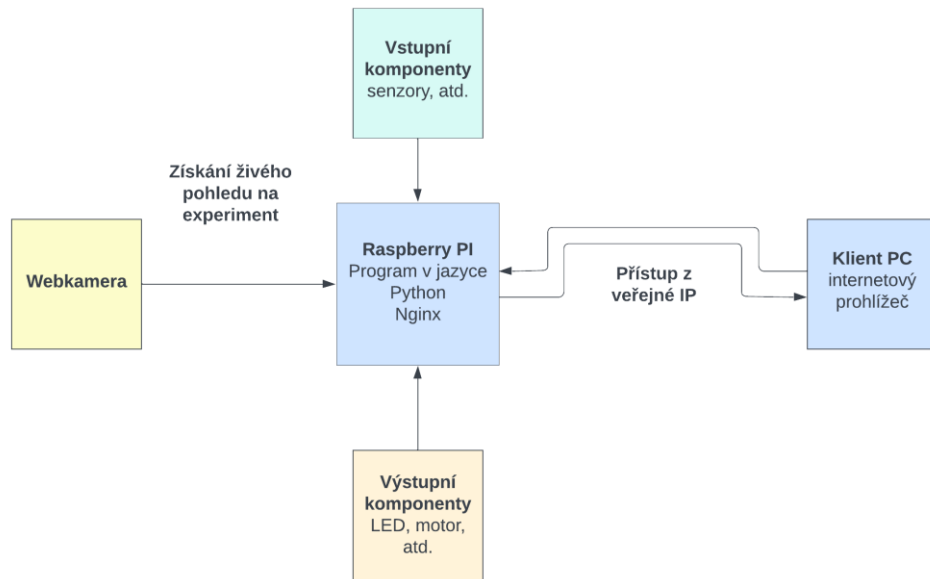 Vstupní
komponenty
senzory, atd.
Získání živého
pohledu na
experiment
Webkamera
Raspberry PI
Program v jazyce
Python
Nginx
Přístup z
veřejné IP
Klient PC
internetový
prohlížeč
Výstupní
komponenty
LED, motor,
atd.